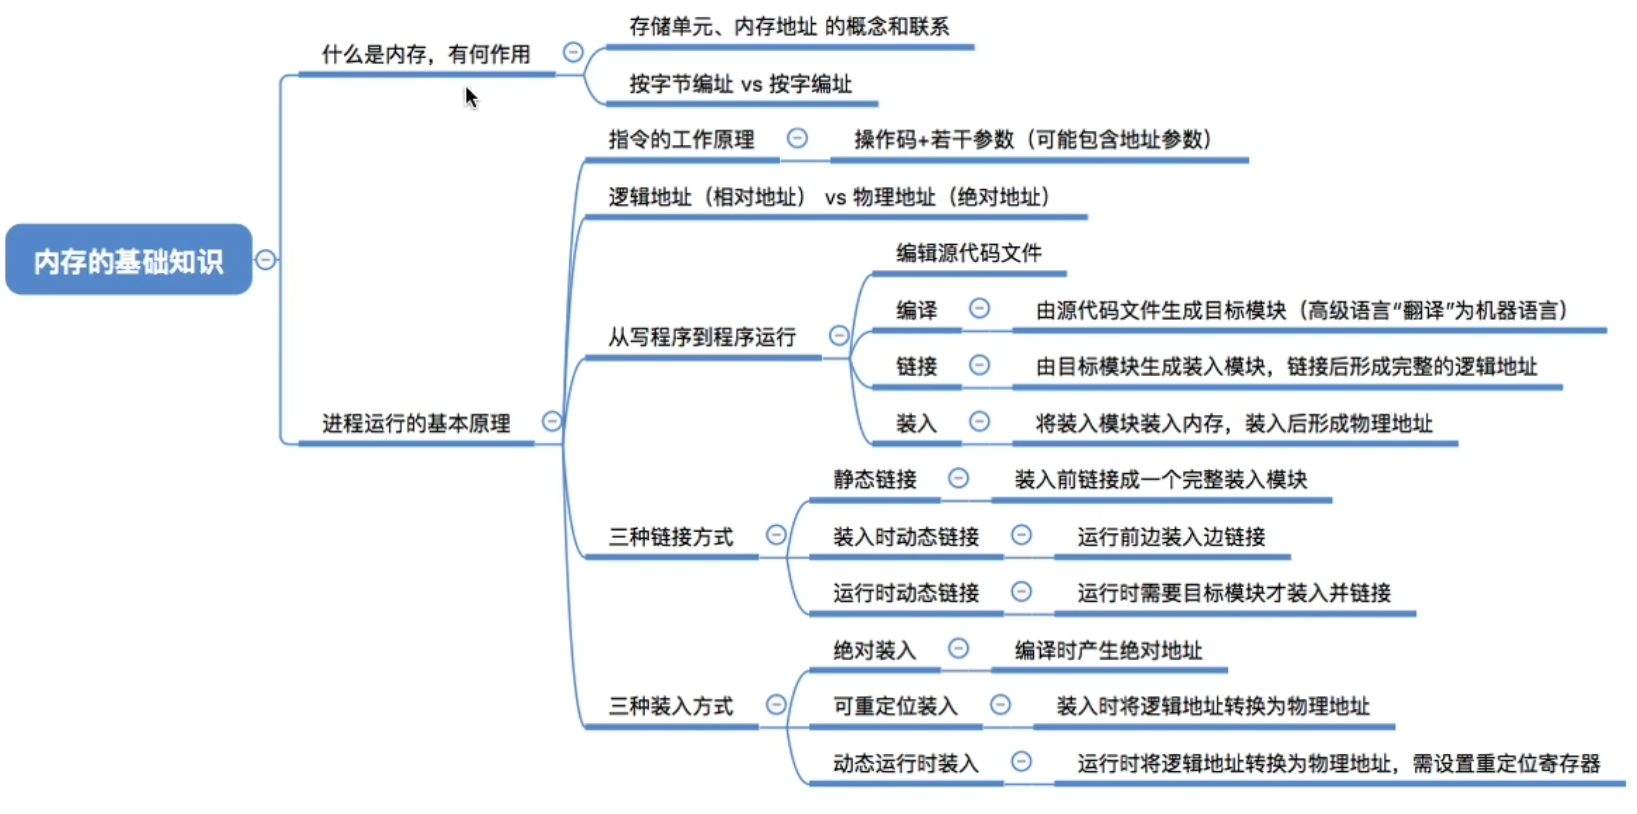 内存的基础知识
什么是内存，有何作用
存储单元、内存地址 的概念和联系
按字节编址 vs 按字编址
进程运行的基本原理
指令的工作原理
操作码+若干参数（可能包含地址参数）
逻辑地址（相对地址） vs 物理地址（绝对地址）
从写程序到程序运行
编辑源代码文件
编译
由源代码文件生成目标模块（高级语言“翻译”为机器语言）
链接
由目标模块生成装入模块，链接后形成完整的逻辑地址
装入
将装入模块装入内存，装入后形成物理地址
三种链接方式
静态链接
装入前链接成一个完整装入模块
装入时动态链接
运行前边装入边链接
运行时动态链接
运行时需要目标模块才装入并链接
三种装入方式
绝对装入
编译时产生绝对地址
可重定位装入
装入时将逻辑地址转换为物理地址
动态运行时装入
运行时将逻辑地址转换为物理地址，需设置重定位寄存器